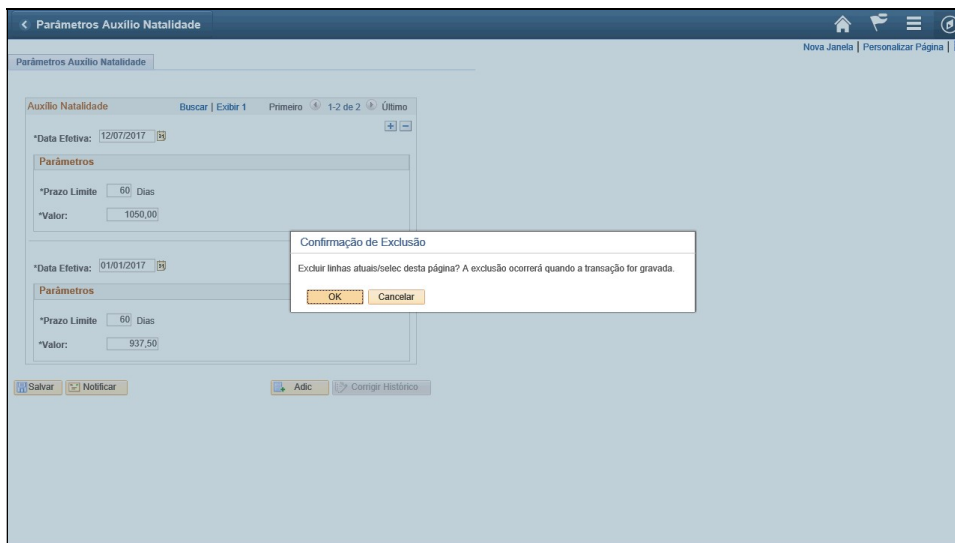 Parâmetros Auxílio Natalidade
Nova Janela | Personalizar Página |
Parâmetros Auxílio Natalidade
Auxílio Natalidade Buscar | Exibir 1 Primeiro 1-2 de 2 Último
*Data Efetiva: 12/07/2017
Parâmetros
*Prazo Limite 60 Dias
*Valor: 1050,00
Confirmação de Exclusão
Excluir linhas atuais/selec desta página? A exclusão ocorrerá quando a transação for gravada.
OK Cancelar
*Data Efetiva: 01/01/2017
Parâmetros
*Prazo Limite 60 Dias
*Valor: 937,50
Salvar Notificar Adic Corrigir Histórico